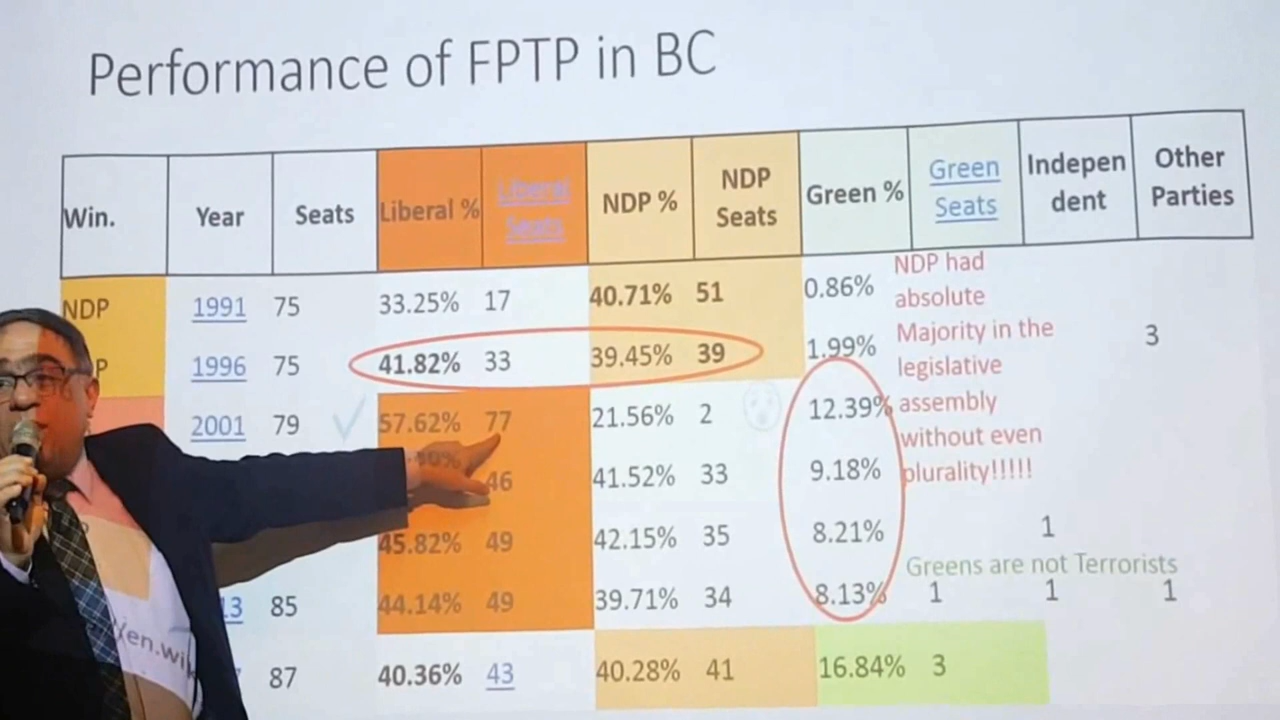 Performance of FPTP in BC
Win. Year Seats Liberal % Liberal Seats NDP % NDP Seats Green % Green Seats Indepen dent Other Parties
NDP 1991 75 33.25% 17 40.71% 51 0.86%
P 1996 75 41.82% 33 39.45% 39 1.99% 3
2001 79 57.62% 77 21.56% 2 12.39%
46 41.52% 33 9.18%
45.82% 49 42.15% 35 8.21% 1
13 85 44.14% 49 39.71% 34 8.13% 1 1 1
87 40.36% 43 40.28% 41 16.84% 3
NDP had
absolute
Majority in the
legislative
assembly
without even
plurality!!!!!
Greens are not Terrorists
en.wi